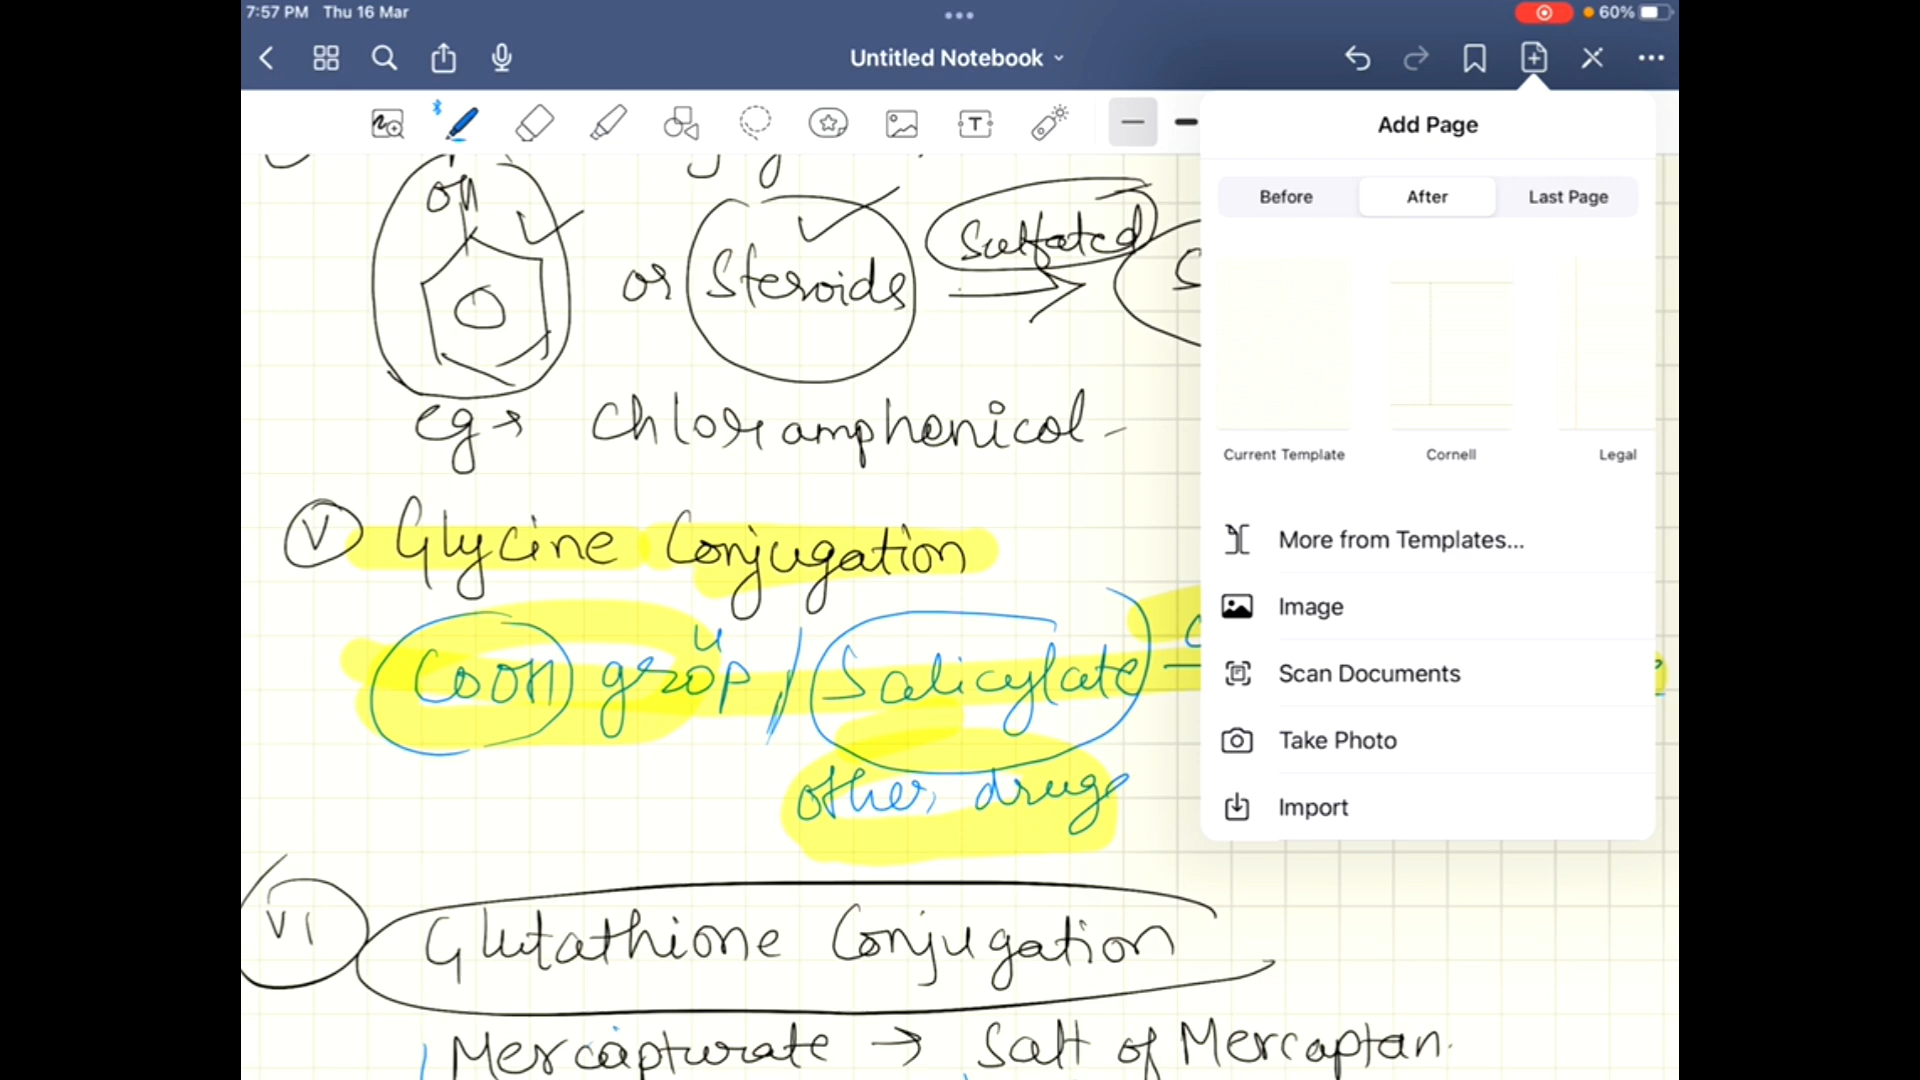 7:57 PM Thu 16 Mar
60%
Untitled Notebook
T
Add Page
Before After Last Page
Current Template Cornell Legal
More from Templates...
Image
Scan Documents
Take Photo
Import
OH
or Steroids Sulfated S
eg → Chloramphenicol -
V Glycine Conjugation
COOH group / Salicylate
other drugs
VI Glutathione Conjugation
Mercapturate → Salt of Mercaptan.